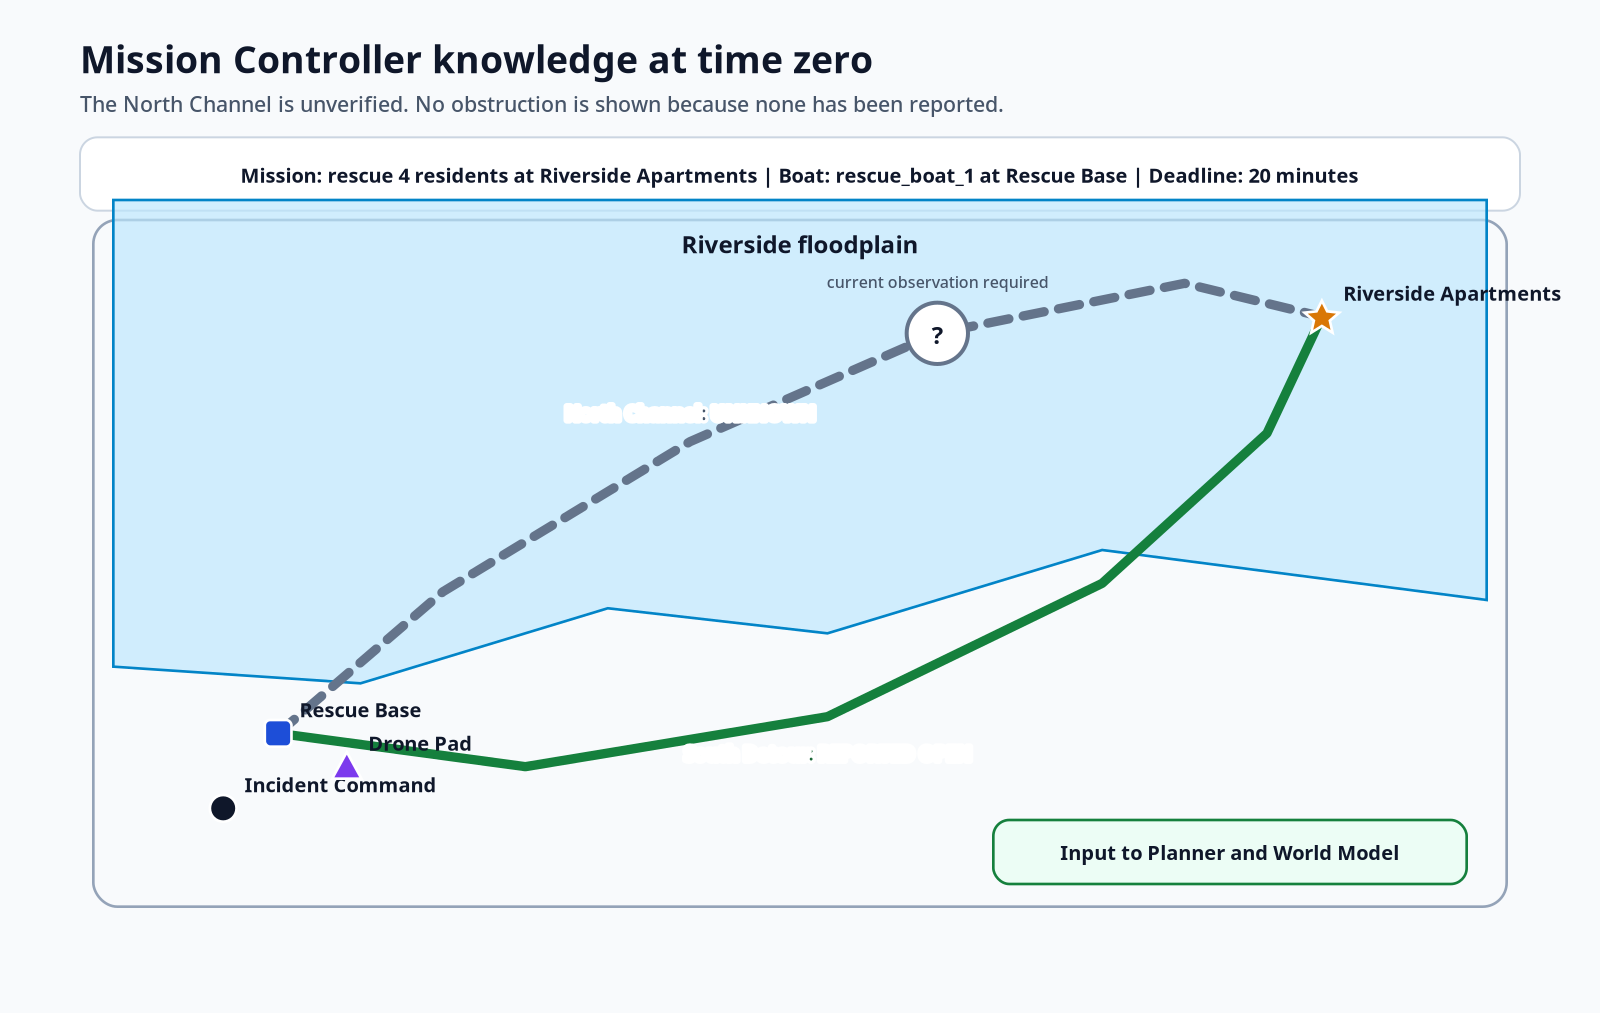 Mission Controller knowledge at time zero
The North Channel is unverified. No obstruction is shown because none has been reported.
Mission: rescue 4 residents at Riverside Apartments | Boat: rescue_boat_1 at Rescue Base | Deadline: 20 minutes
Riverside floodplain
current observation required
Riverside Apartments
?
North Channel:
Rescue Base
Drone Pad
Incident Command
Input to Planner and World Model